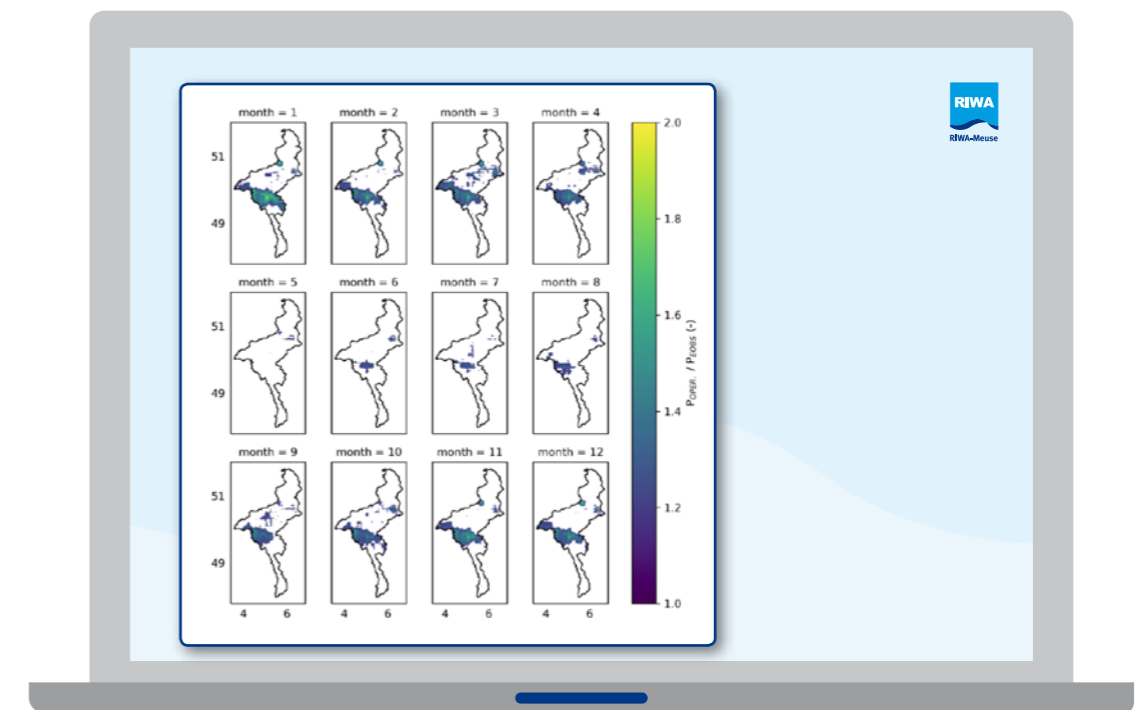 month = 1 month = 2 month = 3 month = 4
2.0
RIWA
RIWA-Meuse
51
49
1.8
month = 5 month = 6 month = 7 month = 8
51
49
1.6
P_OPER. / P_EOBS (-)
1.4
month = 9 month = 10 month = 11 month = 12
51
49
1.2
1.0
4 6 4 6 4 6 4 6